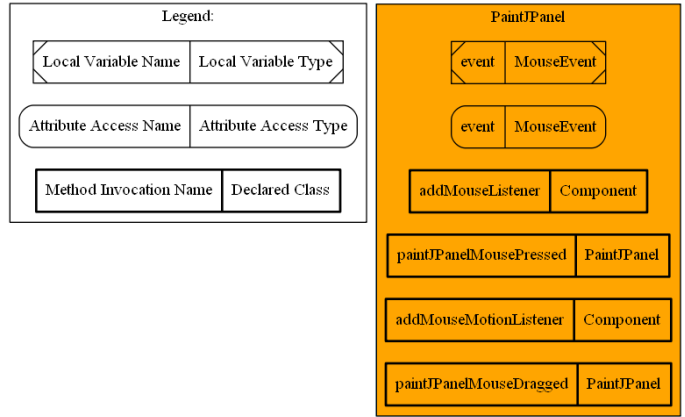 Legend:
Local Variable Name Local Variable Type
Attribute Access Name Attribute Access Type
Method Invocation Name Declared Class
PaintJPanel
event MouseEvent
event MouseEvent
addMouseListener Component
paintJPanelMousePressed PaintJPanel
addMouseMotionListener Component
paintJPanelMouseDragged PaintJPanel